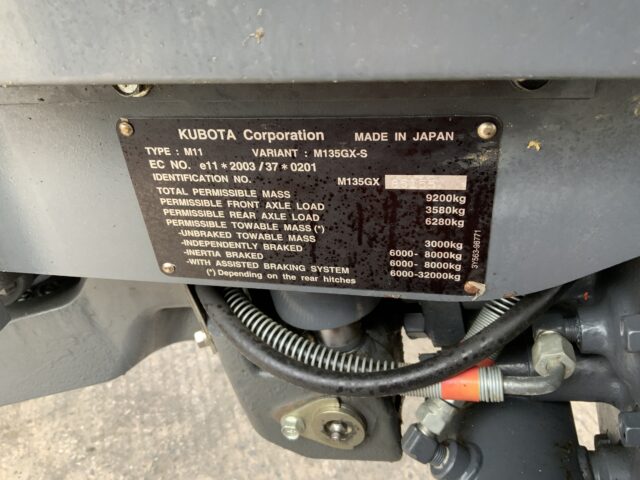 KUBOTA Corporation MADE IN JAPAN
TYPE : M11 VARIANT : M135GX-S
EC NO. e11*2003/37*0201
IDENTIFICATION NO. M135GX
TOTAL PERMISSIBLE MASS 9200kg
PERMISSIBLE FRONT AXLE LOAD 3580kg
PERMISSIBLE REAR AXLE LOAD 6280kg
PERMISSIBLE TOWABLE MASS (*)
-UNBRAKED TOWABLE MASS 3000kg
-INDEPENDENTLY BRAKED 6000- 8000kg
-INERTIA BRAKED 6000- 8000kg
-WITH ASSISTED BRAKING SYSTEM 6000-32000kg
(*) Depending on the rear hitches
31563-98771